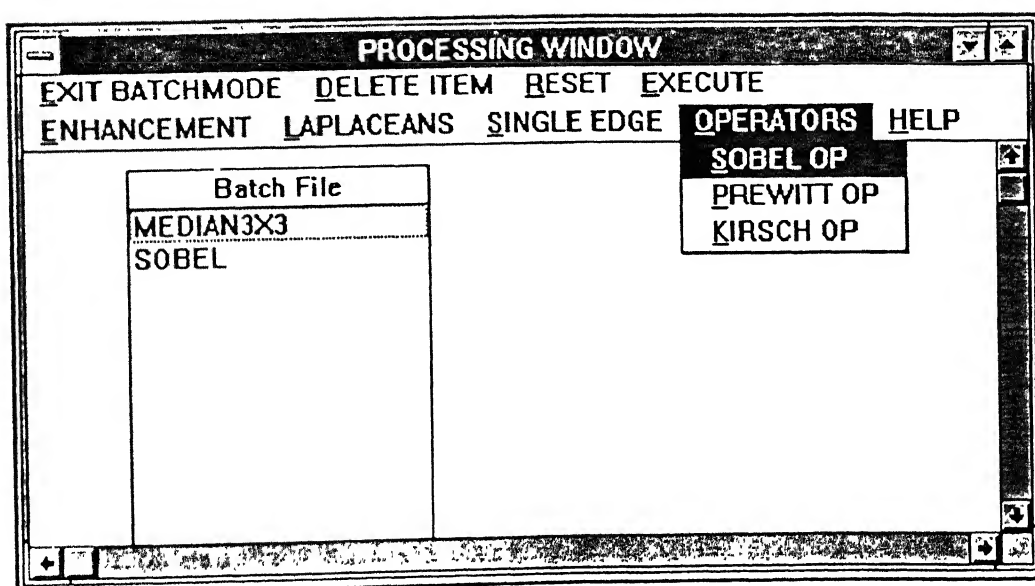 PROCESSING WINDOW
EXIT BATCHMODE DELETE ITEM RESET EXECUTE
ENHANCEMENT LAPLACEANS SINGLE EDGE OPERATORS HELP
SOBEL OP
PREWITT OP
KIRSCH OP
Batch File
MEDIAN3X3
SOBEL